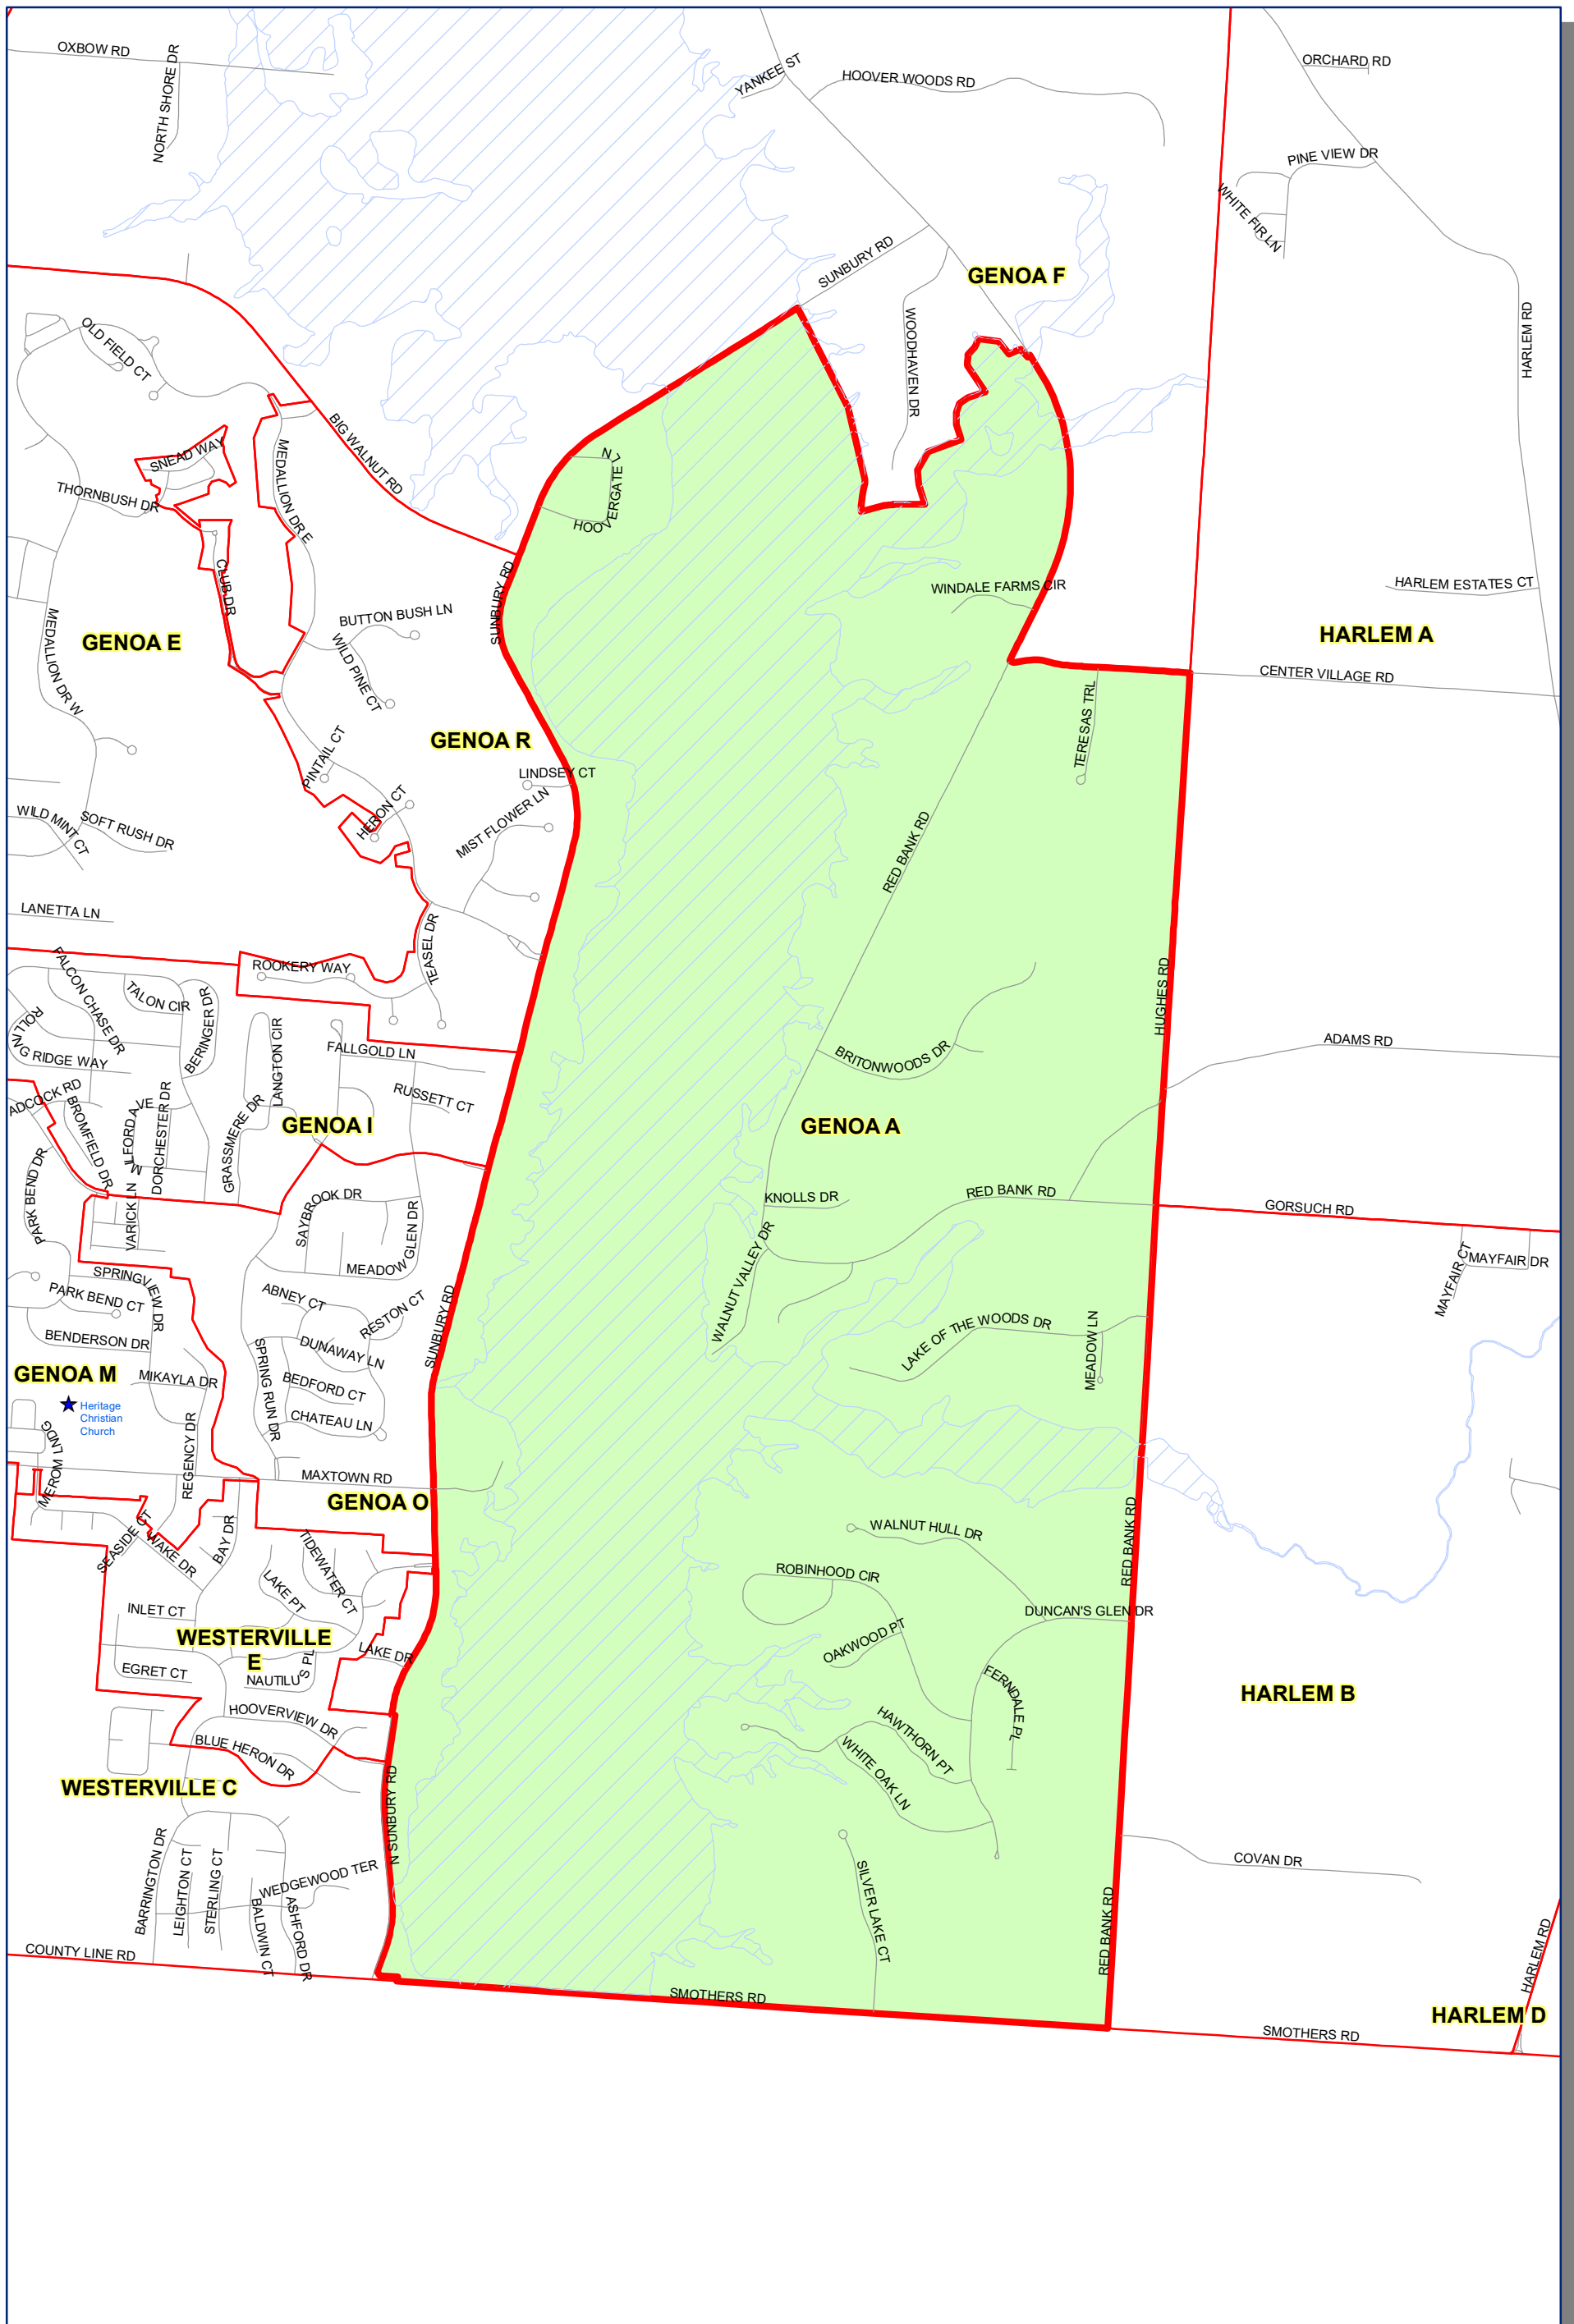 OXBOW RD
NORTH SHORE DR
YANKEE ST
HOOVER WOODS RD
ORCHARD RD
PINE VIEW DR
WHITE FIR LN
SUNBURY RD
GENOA F
HARLEM RD
WOODHAVEN DR
OLD FIELD CT
BIG WALNUT RD
SNEAD WAY
MEDALLION DR E
THORNBUSH DR
HOOVERGATE LN
CLUB DR
SUNBURY RD
WINDALE FARMS CIR
HARLEM ESTATES CT
BUTTON BUSH LN
MEDALLION DR W
GENOA E
WILD PINE CT
HARLEM A
CENTER VILLAGE RD
TERESAS TRL
GENOA R
PINTAIL CT
LINDSEY CT
HERON CT
MIST FLOWER LN
WILD MINT CT
SOFT RUSH DR
RED BANK RD
LANETTA LN
TEASEL DR
ROOKERY WAY
FALCON CHASE DR
TALON CIR
BERINGER DR
HUGHES RD
ROLLING RIDGE WAY
LANGTON CIR
FALLGOLD LN
BRITONWOODS DR
ADAMS RD
ADCOCK RD
BROMFIELD DR
MILFORD AVE
DORCHESTER DR
GRASSMERE DR
RUSSETT CT
GENOA I
GENOA A
PARK BEND DR
VARICK LN
SAYBROOK DR
MEADOW GLEN DR
KNOLLS DR
RED BANK RD
GORSUCH RD
WALNUT VALLEY DR
MAYFAIR CT
MAYFAIR DR
SPRINGVIEW DR
PARK BEND CT
ABNEY CT
RESTON CT
SUNBURY RD
BENDERSON DR
DUNAWAY LN
LAKE OF THE WOODS DR
MEADOW LN
GENOA M
MIKAYLA DR
SPRING RUN DR
BEDFORD CT
Heritage
Christian
Church
CHATEAU LN
REGENCY DR
MEROM LNDG
MAXTOWN RD
GENOA O
SEASIDE CT
WAKE DR
BAY DR
TIDEWATER CT
WALNUT HULL DR
RED BANK RD
LAKE PT
ROBINHOOD CIR
INLET CT
DUNCAN'S GLEN DR
WESTERVILLE
E
OAKWOOD PT
LAKE DR
EGRET CT
NAUTILUS PL
FERNDALE PL
HARLEM B
HOOVERVIEW DR
HAWTHORN PT
BLUE HERON DR
WHITE OAK LN
WESTERVILLE C
N SUNBURY RD
BARRINGTON DR
LEIGHTON CT
STERLING CT
WEDGEWOOD TER
BALDWIN CT
ASHFORD DR
SILVER LAKE CT
COVAN DR
RED BANK RD
COUNTY LINE RD
HARLEM RD
SMOTHERS RD
HARLEM D
SMOTHERS RD